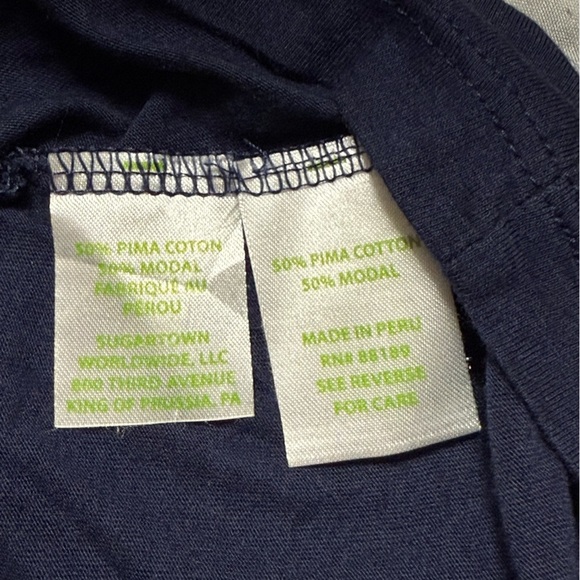 50% PIMA COTON
50% MODAL
FABRIQUE AU
PEROU
SUGARTOWN
WORLDWIDE, LLC
800 THIRD AVENUE
KING OF PIRUSSIA, PA
50% PIMA COTTON
50% MODAL
MADE IN PERU
RN# 88189
SEE REVERSE
FOR CARE